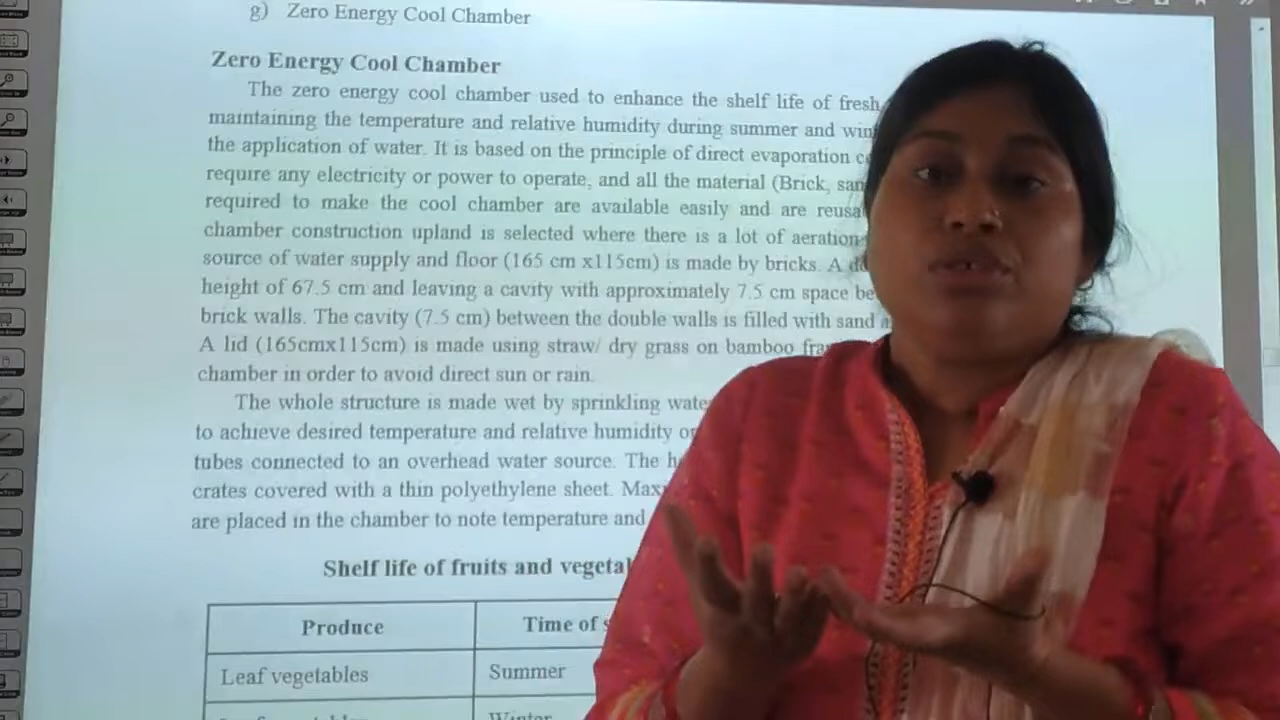 g) Zero Energy Cool Chamber
Zero Energy Cool Chamber
The zero energy cool chamber used to enhance the shelf life of fresh
maintaining the temperature and relative humidity during summer and
the application of water. It is based on the principle of direct evaporation
require any electricity or power to operate, and all the material (Brick,
required to make the cool chamber are available easily and are
chamber construction upland is selected where there is a lot of aeration
source of water supply and floor (165 cm x115cm) is made by bricks. A
height of 67.5 cm and leaving a cavity with approximately 7.5 cm space
brick walls. The cavity (7.5 cm) between the double walls is filled with sand
A lid (165cmx115cm) is made using straw/ dry grass on bamboo
chamber in order to avoid direct sun or rain.
The whole structure is made wet by sprinkling
to achieve desired temperature and relative humidity
tubes connected to an overhead water source. The
crates covered with a thin polyethylene sheet.
are placed in the chamber to note temperature and
Shelf life of fruits and
Produce
Time of
Leaf vegetables
Summer
Winter